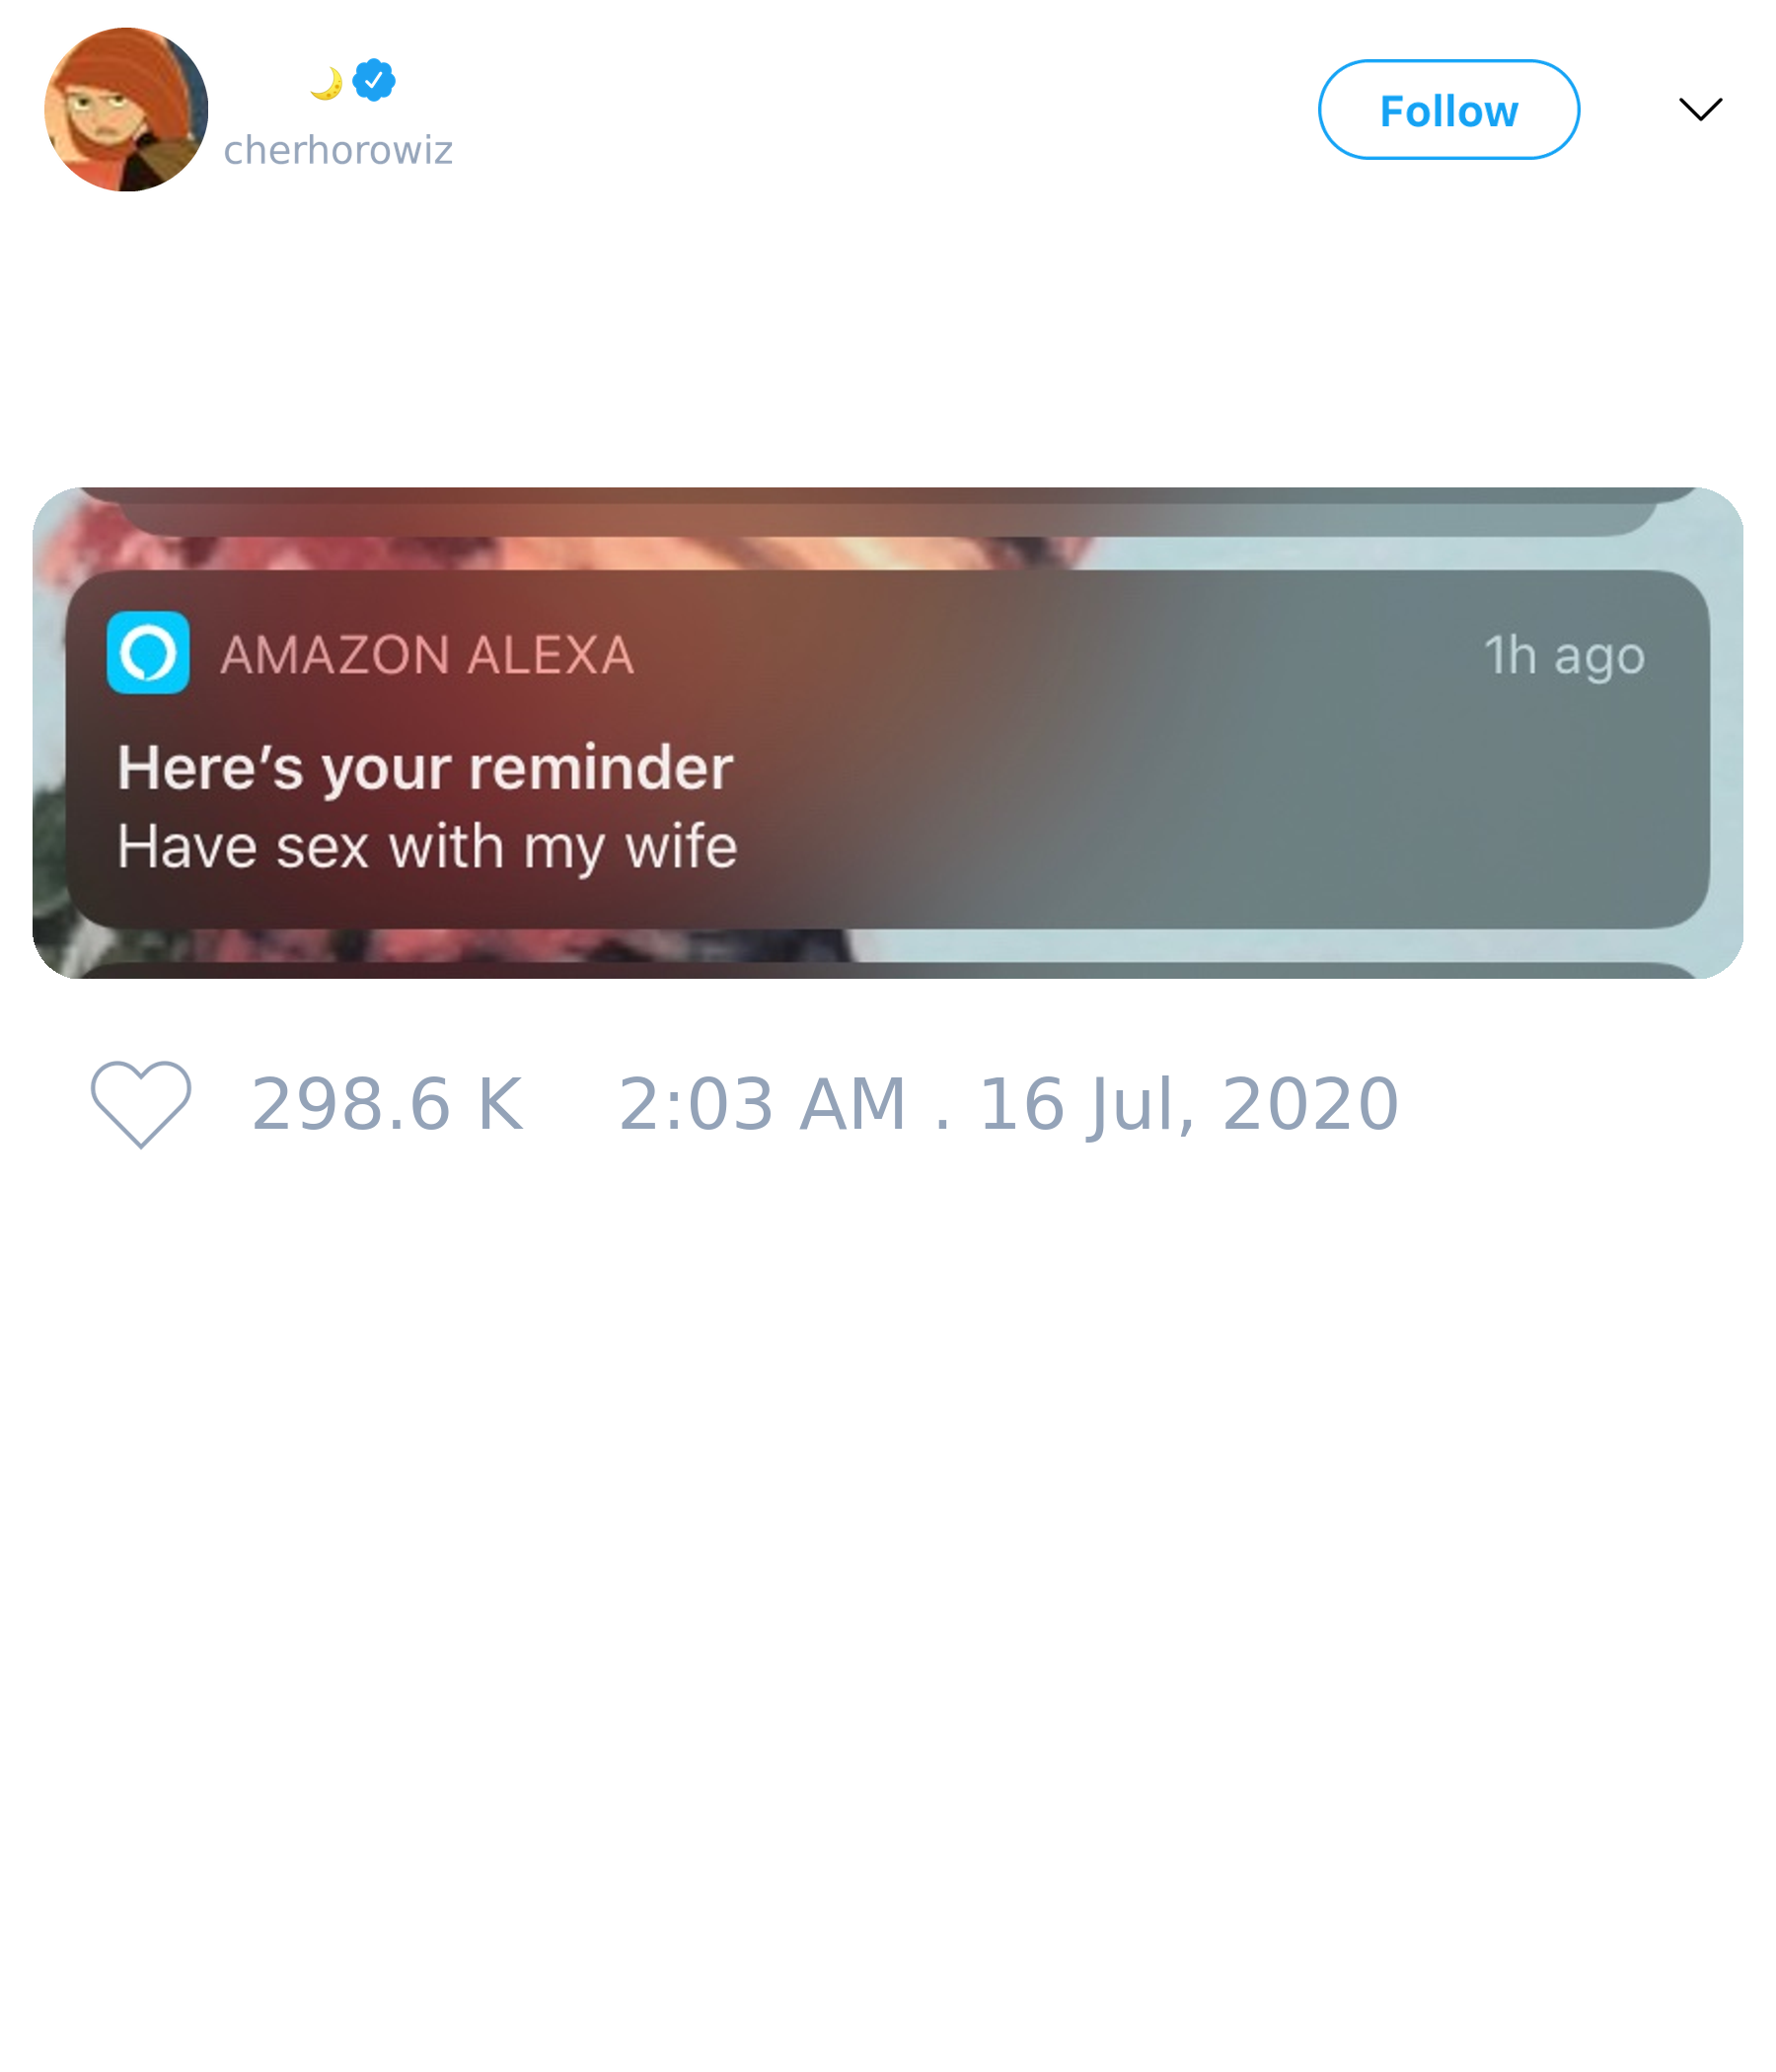 🌙
cherhorowiz
Follow
AMAZON ALEXA
1h ago
Here’s your reminder
Have sex with my wife
298.6 K
2:03 AM . 16 Jul, 2020